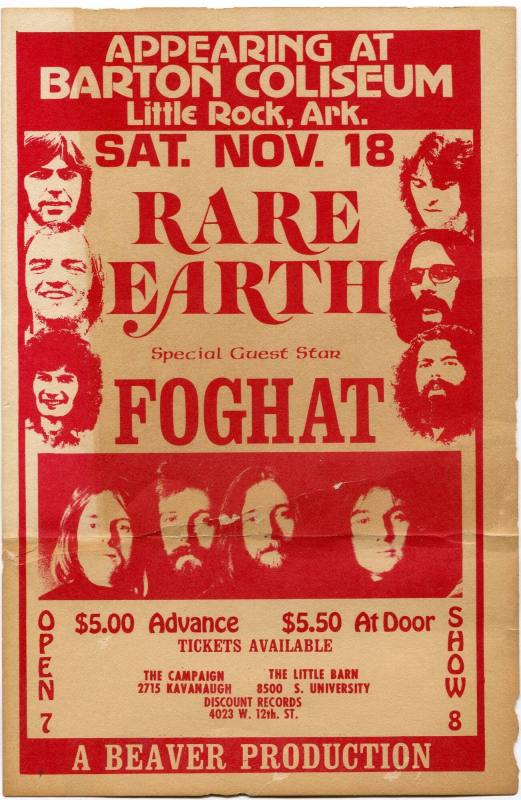 APPEARING AT
BARTON COLISEUM
Little Rock, Ark.
SAT. NOV. 18
RARE
EARTH
Special Guest Star
FOGHAT
$5.00 Advance $5.50 At Door
TICKETS AVAILABLE
OPEN 7
SHOW 8
THE CAMPAIGN
2715 KAVANAUGH
THE LITTLE BARN
8500 S. UNIVERSITY
DISCOUNT RECORDS
4023 W. 12th. ST.
A BEAVER PRODUCTION